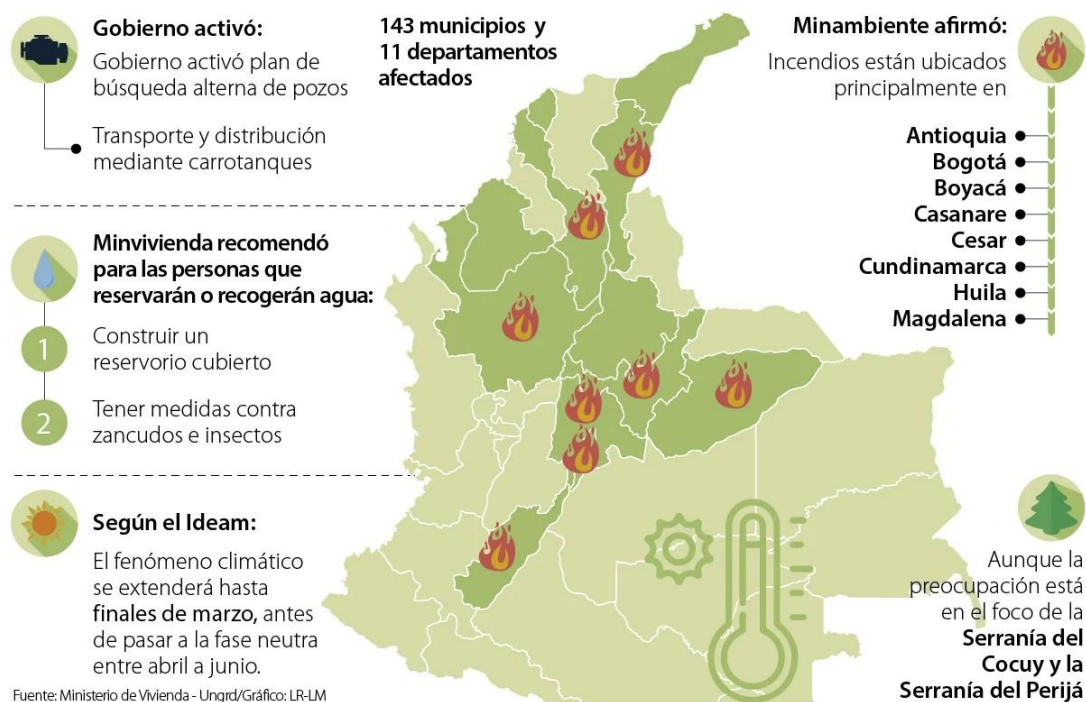 Gobierno activó:
Gobierno activó plan de
búsqueda alterna de pozos
Transporte y distribución
mediante carrotanques
Minvivienda recomendó
para las personas que
reservarán o recogerán agua:
1
Construir un
reservorio cubierto
2
Tener medidas contra
zancudos e insectos
Según el Ideam:
El fenómeno climático
se extenderá hasta
finales de marzo, antes
de pasar a la fase neutra
entre abril a junio.
Fuente: Ministerio de Vivienda - Ungrd/Gráfico: LR-LM
143 municipios y
11 departamentos
afectados
Minambiente afirmó:
Incendios están ubicados
principalmente en
Antioquia
Bogotá
Boyacá
Casanare
Cesar
Cundinamarca
Huila
Magdalena
Aunque la
preocupación está
en el foco de la
Serranía del
Cocuy y la
Serranía del Perijá